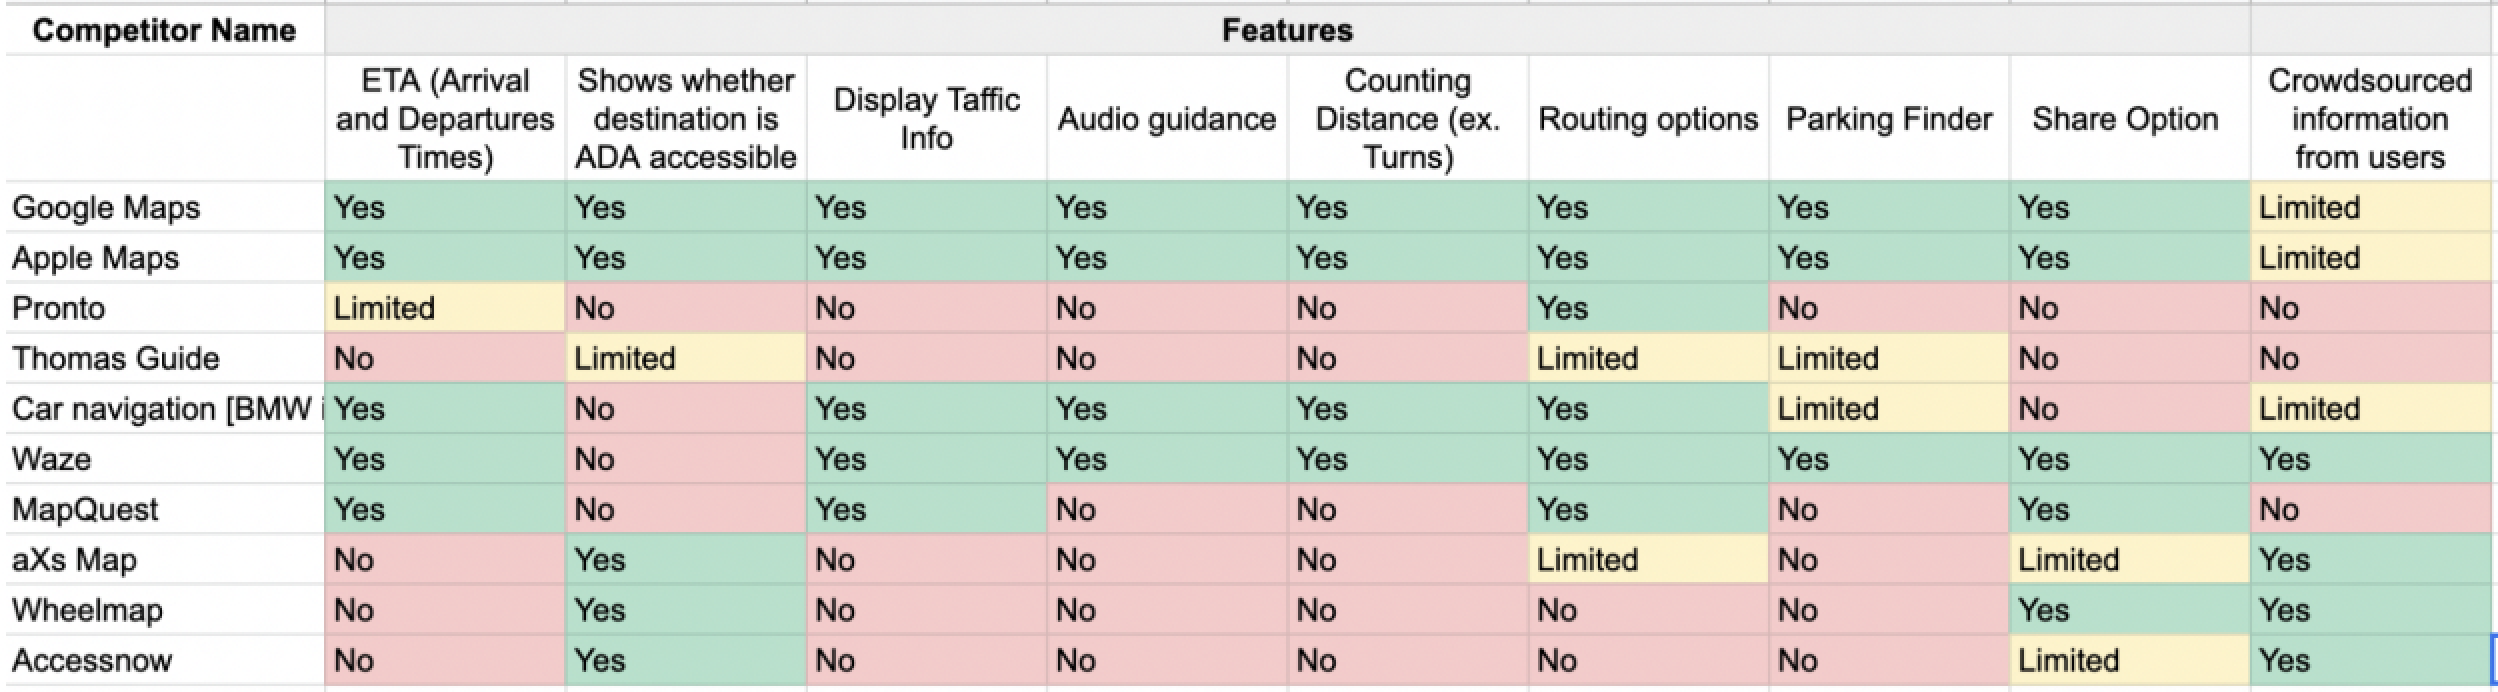 Competitor Name Features
ETA (Arrival and Departures Times) Shows whether destination is ADA accessible Display Taffic Info Audio guidance Counting Distance (ex. Turns) Routing options Parking Finder Share Option Crowdsourced information from users
Google Maps Yes Yes Yes Yes Yes Yes Yes Yes Limited
Apple Maps Yes Yes Yes Yes Yes Yes Yes Yes Limited
Pronto Limited No No No No Yes No No No
Thomas Guide No Limited No No No Limited Limited No No
Car navigation [BMW i Yes No Yes Yes Yes Yes Limited No Limited
Waze Yes No Yes Yes Yes Yes Yes Yes Yes
MapQuest Yes No Yes No No Yes No Yes No
aXs Map No Yes No No No Limited No Limited Yes
Wheelmap No Yes No No No No No Yes Yes
Accessnow No Yes No No No No No Limited Yes